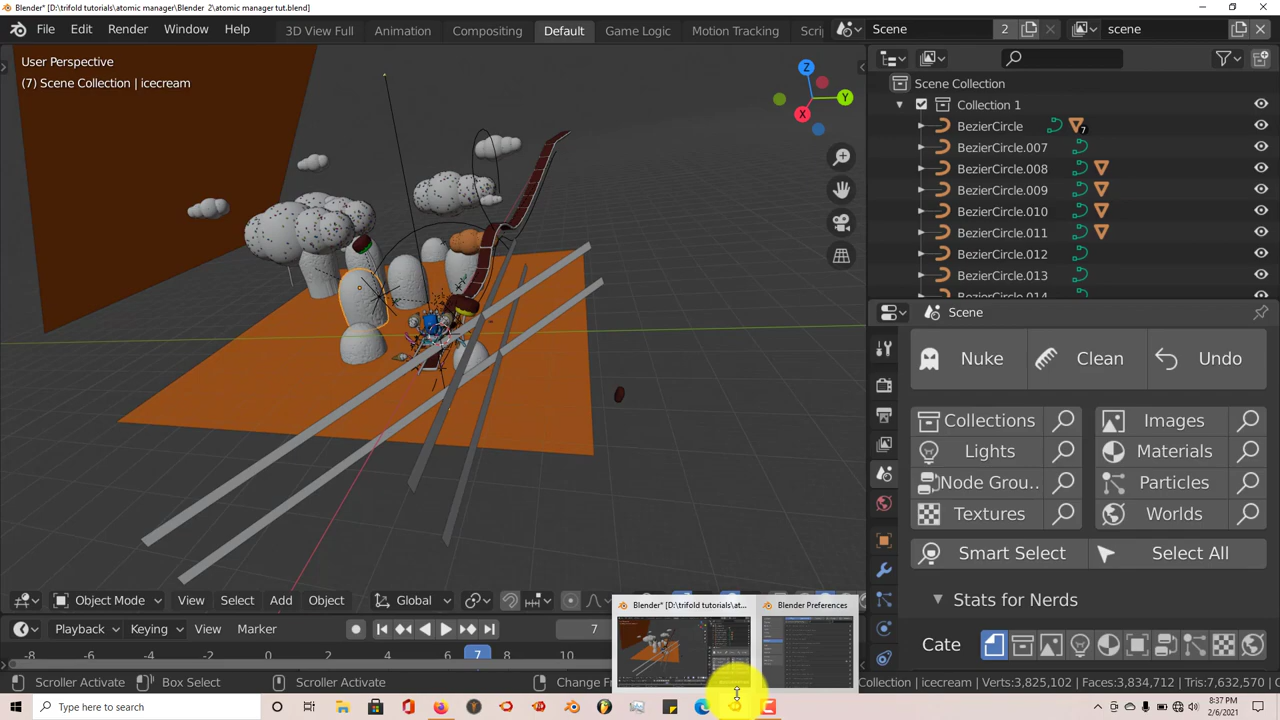 Blender* [D:\trifold tutorials\atomic manager\Blender 2\atomic manager tut.blend]
File Edit Render Window Help 3D View Full Animation Compositing Default Game Logic Motion Tracking Scri Scene 2 scene
User Perspective
(7) Scene Collection | icecream
Z
Y
X
Scene Collection
Collection 1
BezierCircle 7
BezierCircle.007
BezierCircle.008
BezierCircle.009
BezierCircle.010
BezierCircle.011
BezierCircle.012
BezierCircle.013
BezierCircle.014
Scene
Nuke Clean Undo
Collections Images
Lights Materials
Node Grou.. Particles
Textures Worlds
Smart Select Select All
Stats for Nerds
Cate
Object Mode View Select Add Object Global
Blender* [D:\trifold tutorials\at... Blender Preferences
Playback Keying View Marker 7
-8 -6 -4 -2 0 2 4 6 7 8 10
Scroller Activate Box Select Scroller Activate Change Fr Collection | icecream Verts:3,825,102 Faces:3,834,712 Tris:7,632,570
Type here to search
8:37 PM
2/6/2021